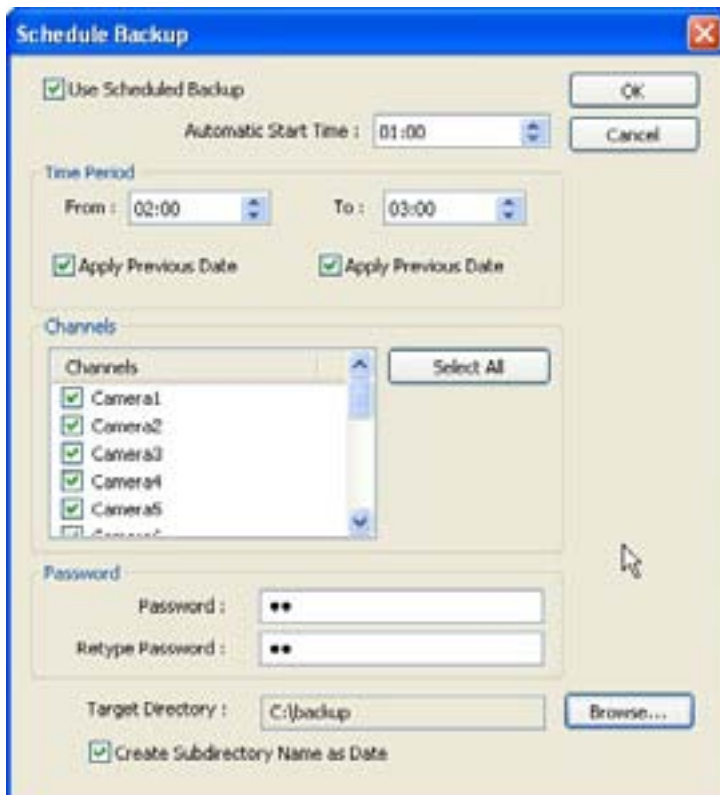 Schedule Backup
Use Scheduled Backup
OK
Automatic Start Time : 01:00
Cancel
Time Period
From : 02:00 To : 03:00
Apply Previous Date Apply Previous Date
Channels
Channels
Select All
Camera1
Camera2
Camera3
Camera4
Camera5
Password
Password : ●●
Retype Password : ●●
Target Directory : C:\backup Browse...
Create Subdirectory Name as Date